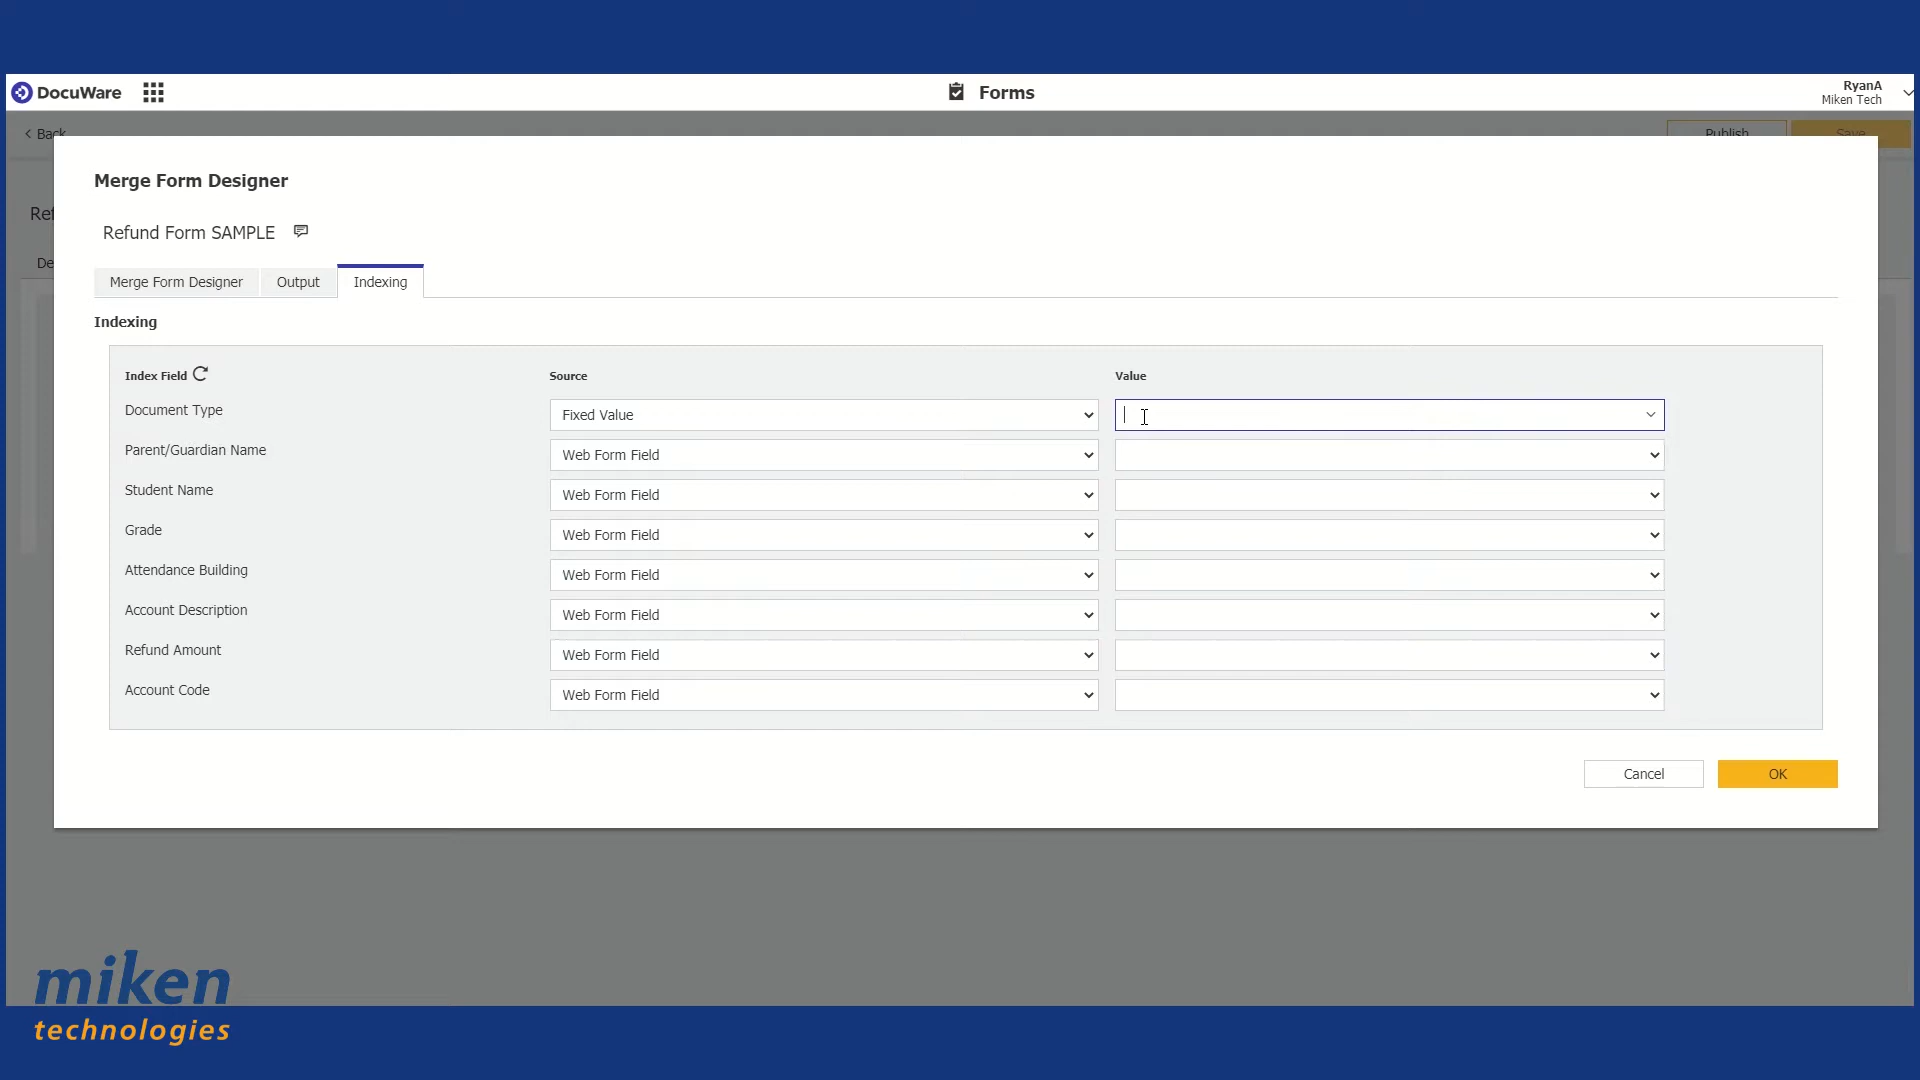 DocuWare
Forms
RyanA
Miken Tech
Back
Publish
Save
Merge Form Designer
Ref
Refund Form SAMPLE
De
Merge Form Designer
Output
Indexing
Indexing
Index Field
Source
Value
Document Type
Fixed Value
Parent/Guardian Name
Web Form Field
Student Name
Web Form Field
Grade
Web Form Field
Attendance Building
Web Form Field
Account Description
Web Form Field
Refund Amount
Web Form Field
Account Code
Web Form Field
Cancel
OK
miken
technologies